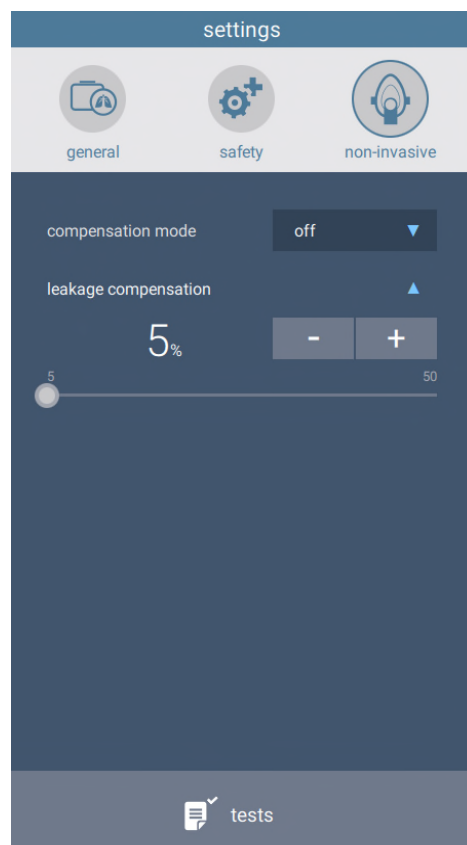 settings
general safety non-invasive
compensation mode off ▼
leakage compensation ▲
5% - +
5 50
tests